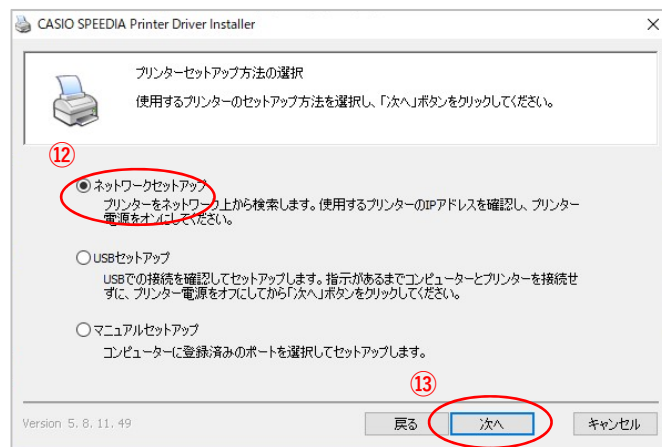 CASIO SPEEDIA Printer Driver Installer
プリンターセットアップ方法の選択
使用するプリンターのセットアップ方法を選択し、「次へ」ボタンをクリックしてください。
⑫
ネットワークセットアップ
プリンターをネットワーク上から検索します。使用するプリンターのIPアドレスを確認し、プリンター
電源をオンにしてください。
USBセットアップ
USBでの接続を確認してセットアップします。指示があるまでコンピューターとプリンターを接続せ
ずに、プリンター電源をオフにしてから「次へ」ボタンをクリックしてください。
マニュアルセットアップ
コンピューターに登録済みのポートを選択してセットアップします。
⑬
Version 5.8.11.49
戻る
次へ
キャンセル